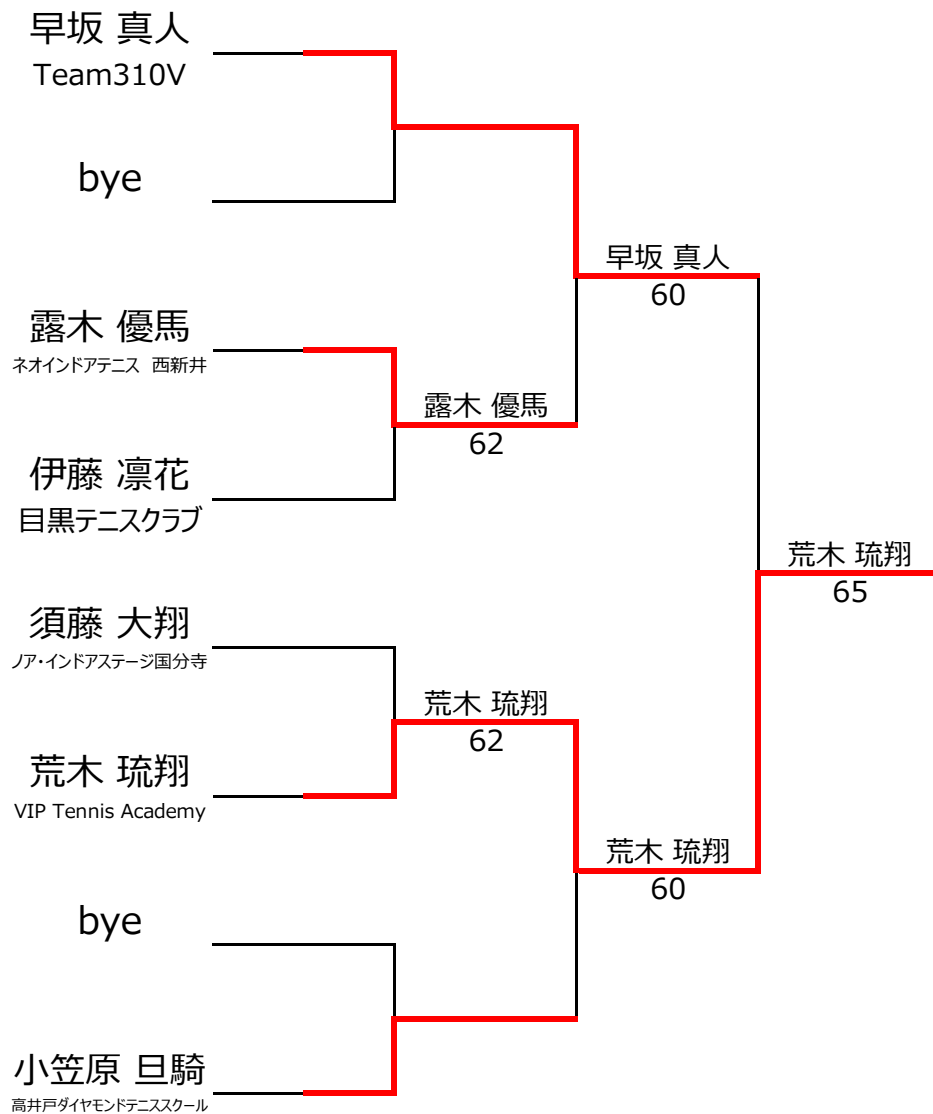 早坂 真人
Team310V
bye
早坂 真人
60
露木 優馬
ネオインドアテニス　西新井
露木 優馬
62
伊藤 凛花
目黒テニスクラブ
荒木 琉翔
65
須藤 大翔
ノア・インドアステージ国分寺
荒木 琉翔
62
荒木 琉翔
VIP Tennis Academy
荒木 琉翔
60
bye
小笠原 旦騎
高井戸ダイヤモンドテニススクール